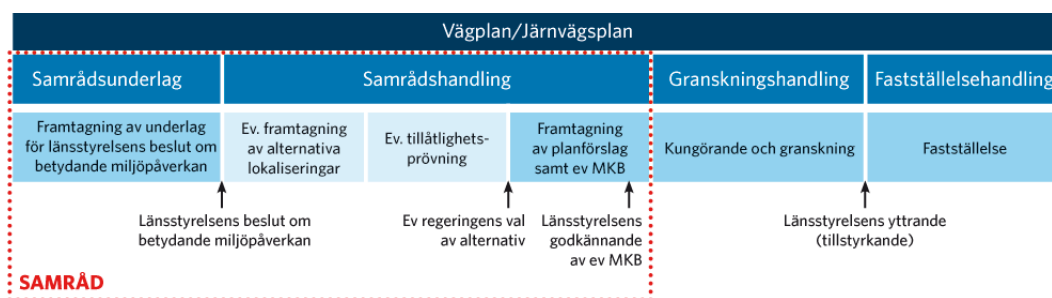 Vägplan/Järnvägsplan
Samrådsunderlag
Samrådshandling
Granskningshandling
Fastställelsehandling
Framtagning av underlag
för länsstyrelsens beslut om
betydande miljöpåverkan
Ev. framtagning
av alternativa
lokaliseringar
Ev. tillåtlighets-
prövning
Framtagning
av planförslag
samt ev MKB
Kungörande och granskning
Fastställelse
Länsstyrelsens beslut om
betydande miljöpåverkan
Ev regeringens val
av alternativ
Länsstyrelsens
godkännande
av ev MKB
Länsstyrelsens yttrande
(tillstyrkande)
SAMRÅD